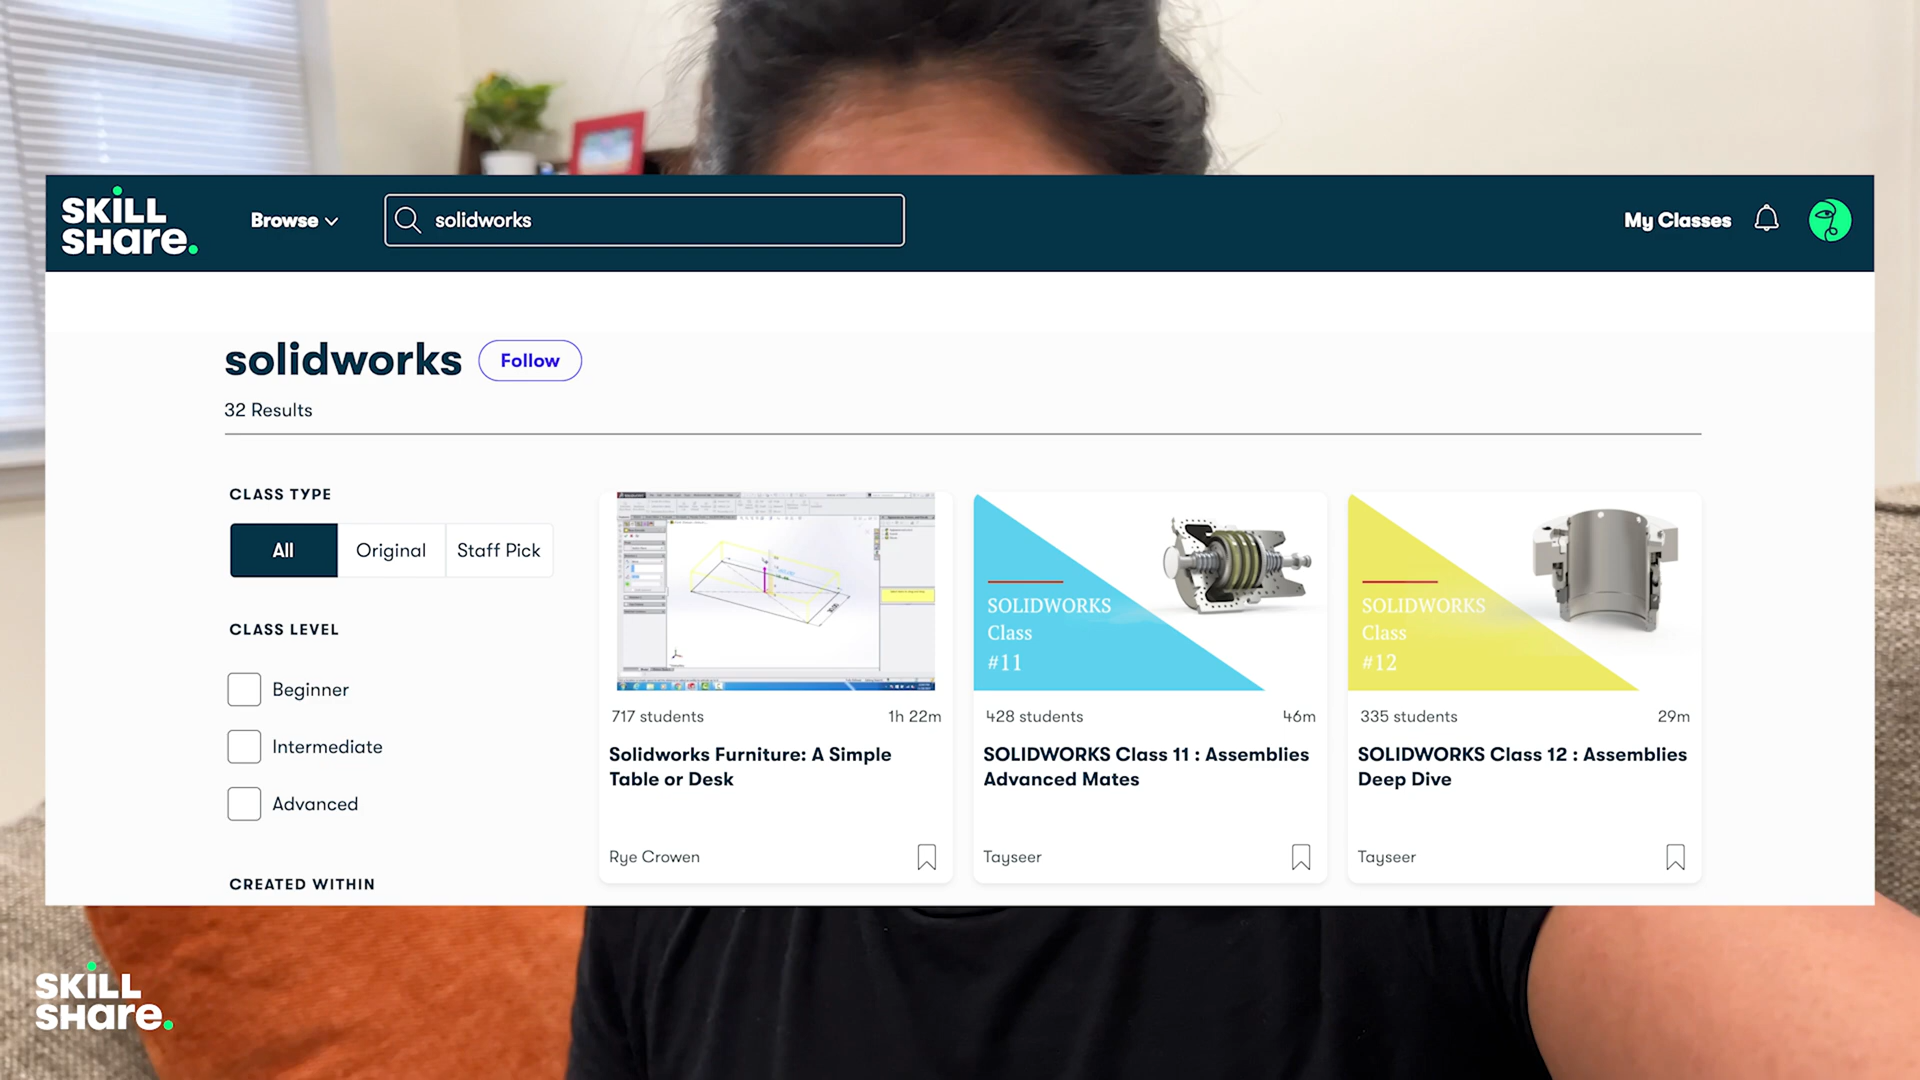 SKILL
SHARE.
Browse
solidworks
My Classes
solidworks
Follow
32 Results
CLASS TYPE
All
Original
Staff Pick
CLASS LEVEL
Beginner
Intermediate
Advanced
CREATED WITHIN
717 students
1h 22m
Solidworks Furniture: A Simple
Table or Desk
Rye Crowen
SOLIDWORKS
Class
#11
428 students
46m
SOLIDWORKS Class 11 : Assemblies
Advanced Mates
Tayseer
SOLIDWORKS
Class
#12
335 students
29m
SOLIDWORKS Class 12 : Assemblies
Deep Dive
Tayseer
SKILL
SHARE.